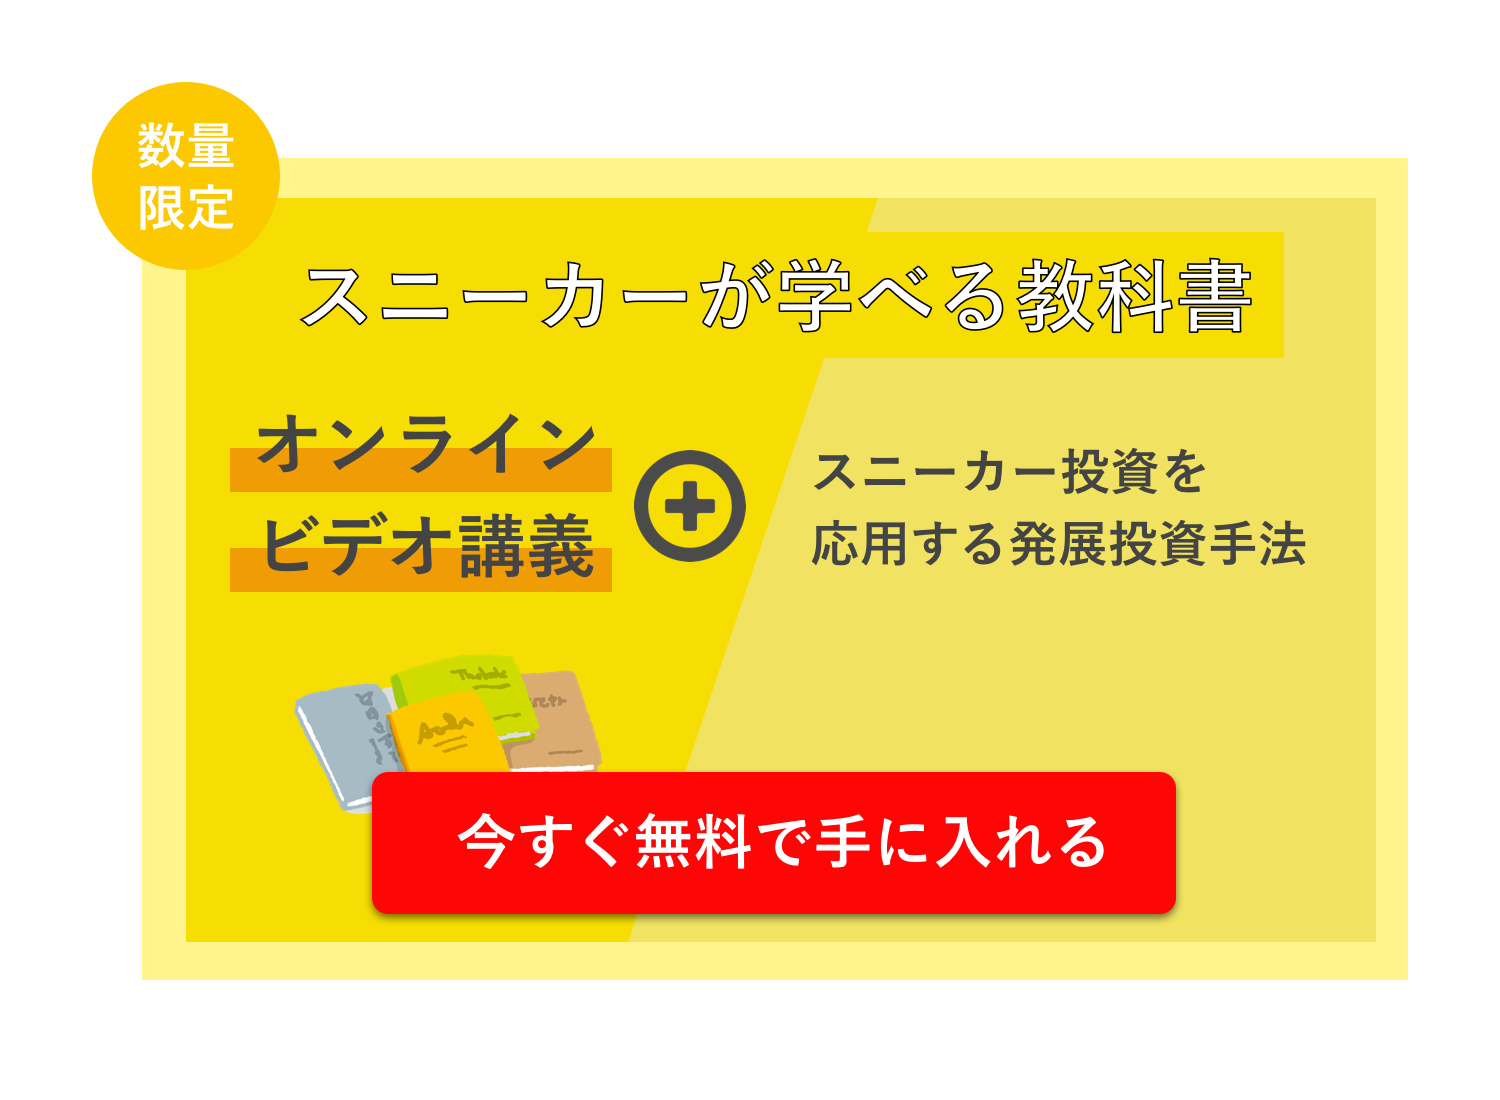 数量
限定
スニーカーが学べる教科書
オンライン
ビデオ講義
スニーカー投資を
応用する発展投資手法
今すぐ無料で手に入れる